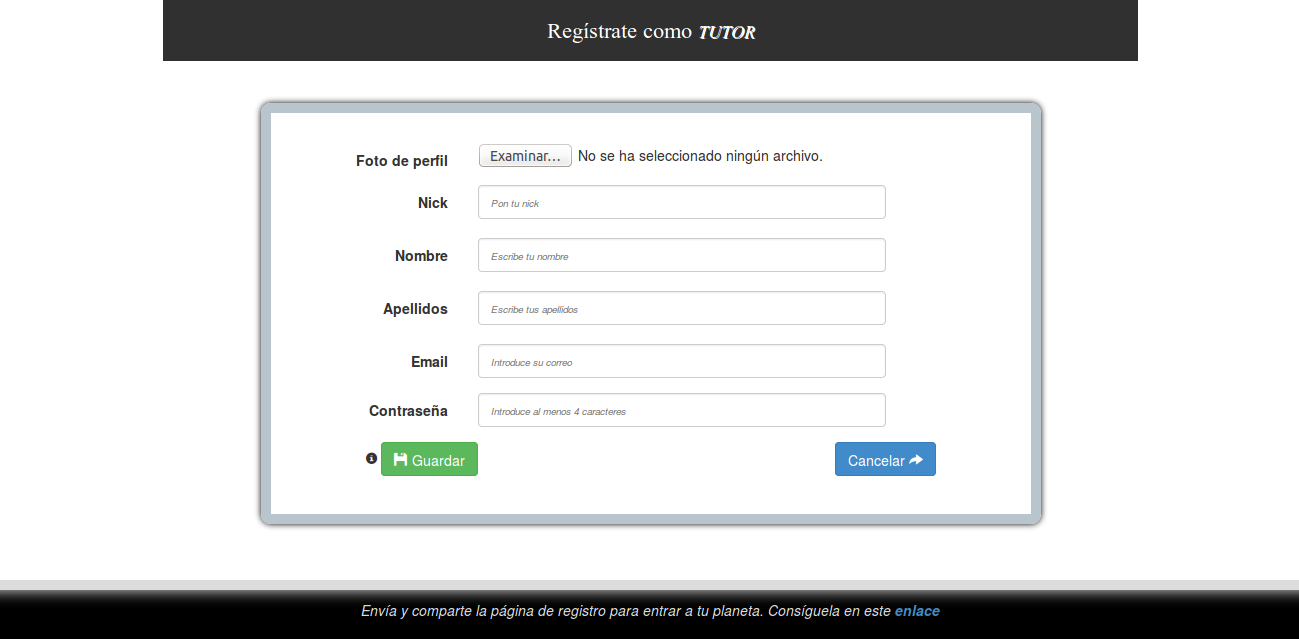 Regístrate como TUTOR
Foto de perfil Examinar... No se ha seleccionado ningún archivo.
Nick Pon tu nick
Nombre Escribe tu nombre
Apellidos Escribe tus apellidos
Email Introduce su correo
Contraseña Introduce al menos 4 caracteres
Guardar Cancelar
Envía y comparte la página de registro para entrar a tu planeta. Consíguela en este enlace